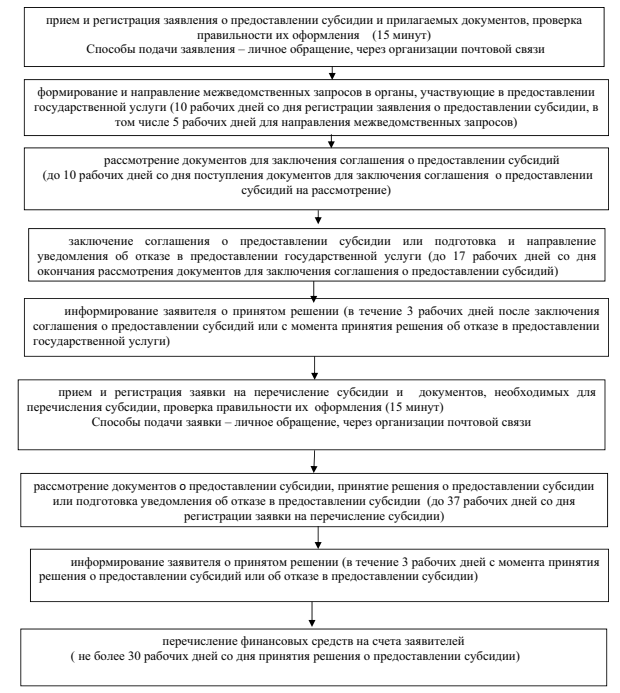 прием и регистрация заявления о предоставлении субсидии и прилагаемых документов, проверка
правильности их оформления (15 минут)
Способы подачи заявления – личное обращение, через организации почтовой связи
формирование и направление межведомственных запросов в органы, участвующие в предоставлении
государственной услуги (10 рабочих дней со дня регистрации заявления о предоставлении субсидии, в
том числе 5 рабочих дней для направления межведомственных запросов)
рассмотрение документов для заключения соглашения о предоставлении субсидий
(до 10 рабочих дней со дня поступления документов для заключения соглашения о предоставлении
субсидий на рассмотрение)
заключение соглашения о предоставлении субсидии или подготовка и направление
уведомления об отказе в предоставлении государственной услуги (до 17 рабочих дней со дня
окончания рассмотрения документов для заключения соглашения о предоставлении субсидий)
информирование заявителя о принятом решении (в течение 3 рабочих дней после заключения
соглашения о предоставлении субсидий или с момента принятия решения об отказе в предоставлении
государственной услуги)
прием и регистрация заявки на перечисление субсидии и документов, необходимых для
перечисления субсидии, проверка правильности их оформления (15 минут)
Способы подачи заявки – личное обращение, через организации почтовой связи
рассмотрение документов о предоставлении субсидии, принятие решения о предоставлении субсидии
или подготовка уведомления об отказе в предоставлении субсидии (до 37 рабочих дней со дня
регистрации заявки на перечисление субсидии)
информирование заявителя о принятом решении (в течение 3 рабочих дней с момента принятия
решения о предоставлении субсидий или об отказе в предоставлении субсидии)
перечисление финансовых средств на счета заявителей
( не более 30 рабочих дней со дня принятия решения о предоставлении субсидии)